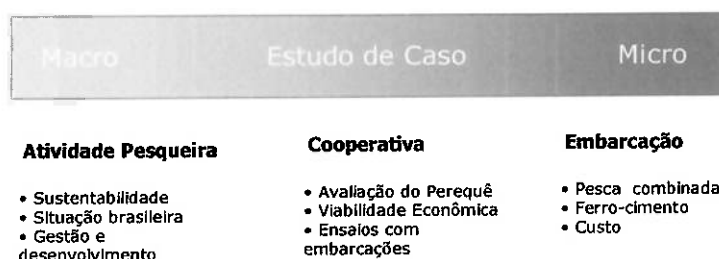 Macro Estudo de Caso Micro
Atividade Pesqueira
• Sustentabilidade
• Situação brasileira
• Gestão e
desenvolvimento
Cooperativa
• Avaliação do Perequê
• Viabilidade Econômica
• Ensaios com
embarcações
Embarcação
• Pesca combinada
• Ferro-cimento
• Custo